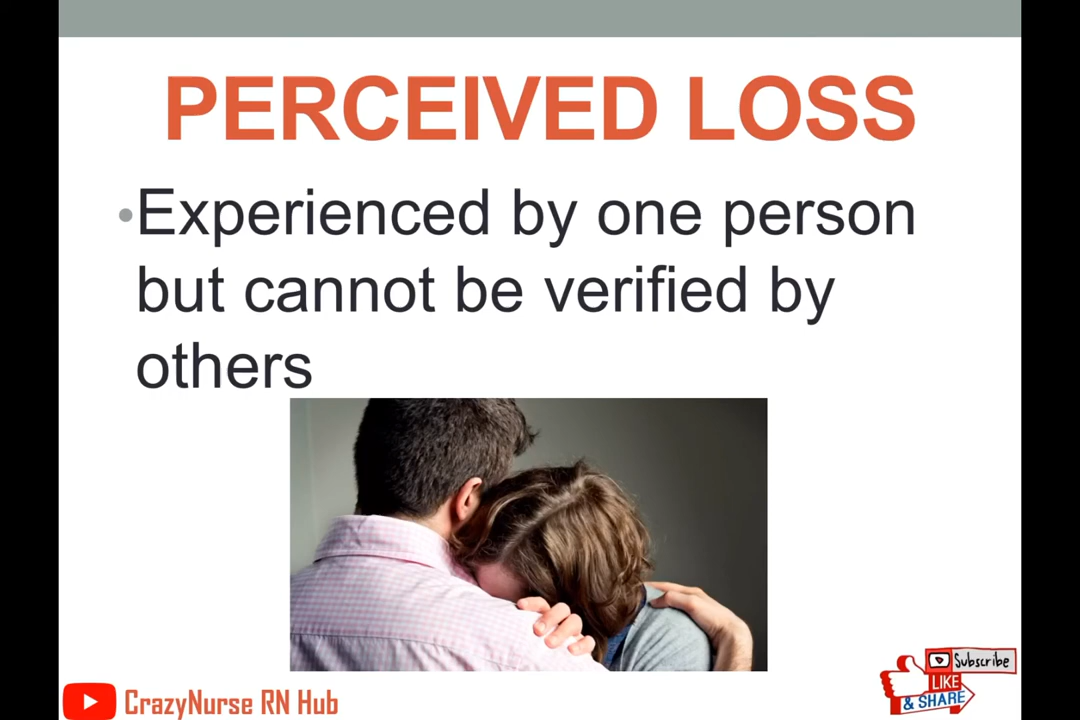 PERCEIVED LOSS
•Experienced by one person
but cannot be verified by
others
Subscribe
LIKE
& SHARE
CrazyNurse RN Hub